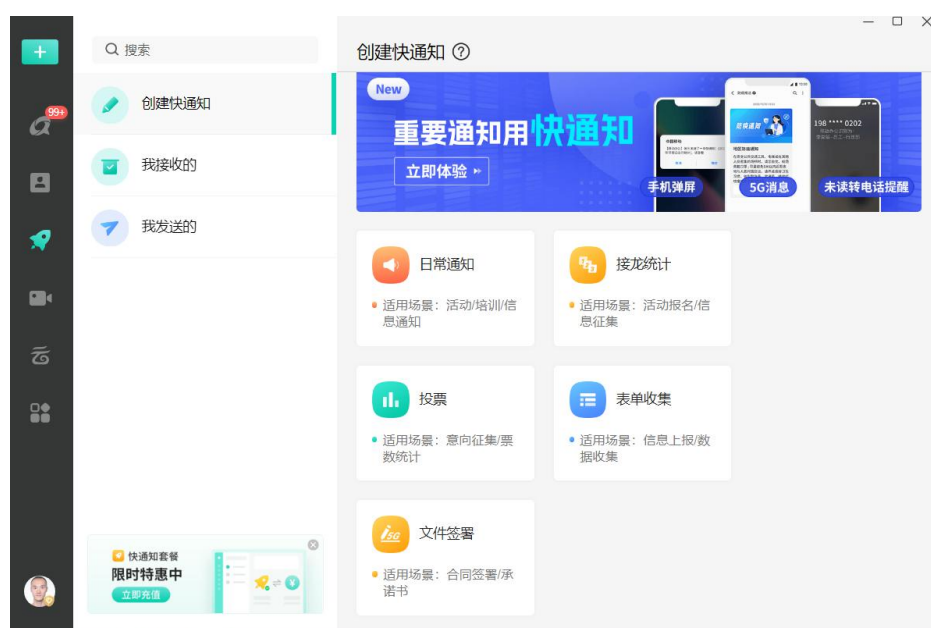 搜索
99+
云
创建快通知
我接收的
我发送的
快通知套餐
限时特惠中
立即充值
创建快通知
New
重要通知用快通知
立即体验
手机弹屏
5G消息
198 **** 0202
未读转电话提醒
日常通知
适用场景：活动/培训/信
息通知
接龙统计
适用场景：活动报名/信
息征集
投票
适用场景：意向征集/票
数统计
表单收集
适用场景：信息上报/数
据收集
文件签署
适用场景：合同签署/承
诺书